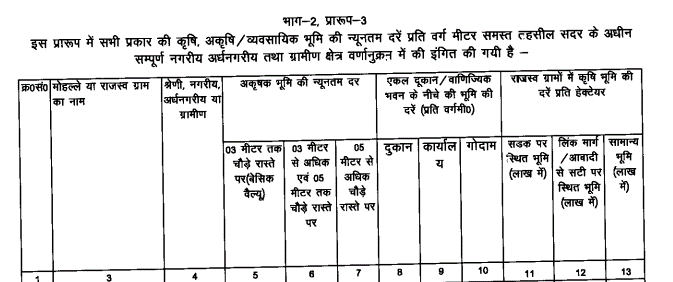 भाग-2, प्रारूप-3
इस प्रारूप में सभी प्रकार की कृषि, अकृषि/व्यवसायिक भूमि की न्यूनतम दरें प्रति वर्ग मीटर समस्त तहसील सदर के अधीन
सम्पूर्ण नगरीय अर्धनगरीय तथा ग्रामीण क्षेत्र वर्णानुक्रन में की इंगित की गयी है –
क्र०सं० मोहल्ले या राजस्व ग्राम का नाम
श्रेणी, नगरीय, अर्धनगरीय या ग्रामीण
अकृषक भूमि की न्यूनतम दर
एकल दूकान/वाणिज्यिक भवन के नीचे की भूमि की दरें (प्रति वर्गमी0)
राजस्व ग्रामों में कृषि भूमि की दरें प्रति हेक्टेयर
03 मीटर तक चौड़े रास्ते पर(बेसिक वैल्यू)
03 मीटर से अधिक एवं 05 मीटर तक चौड़े रास्ते पर
05 मीटर से अधिक चौड़े रास्ते पर
दुकान
कार्यालय
गोदाम
सडक पर स्थित भूमि (लाख में)
लिंक मार्ग /आबादी से सटी पर स्थित भूमि (लाख में)
सामान्य भूमि (लाख में)
1 3 4 5 6 7 8 9 10 11 12 13